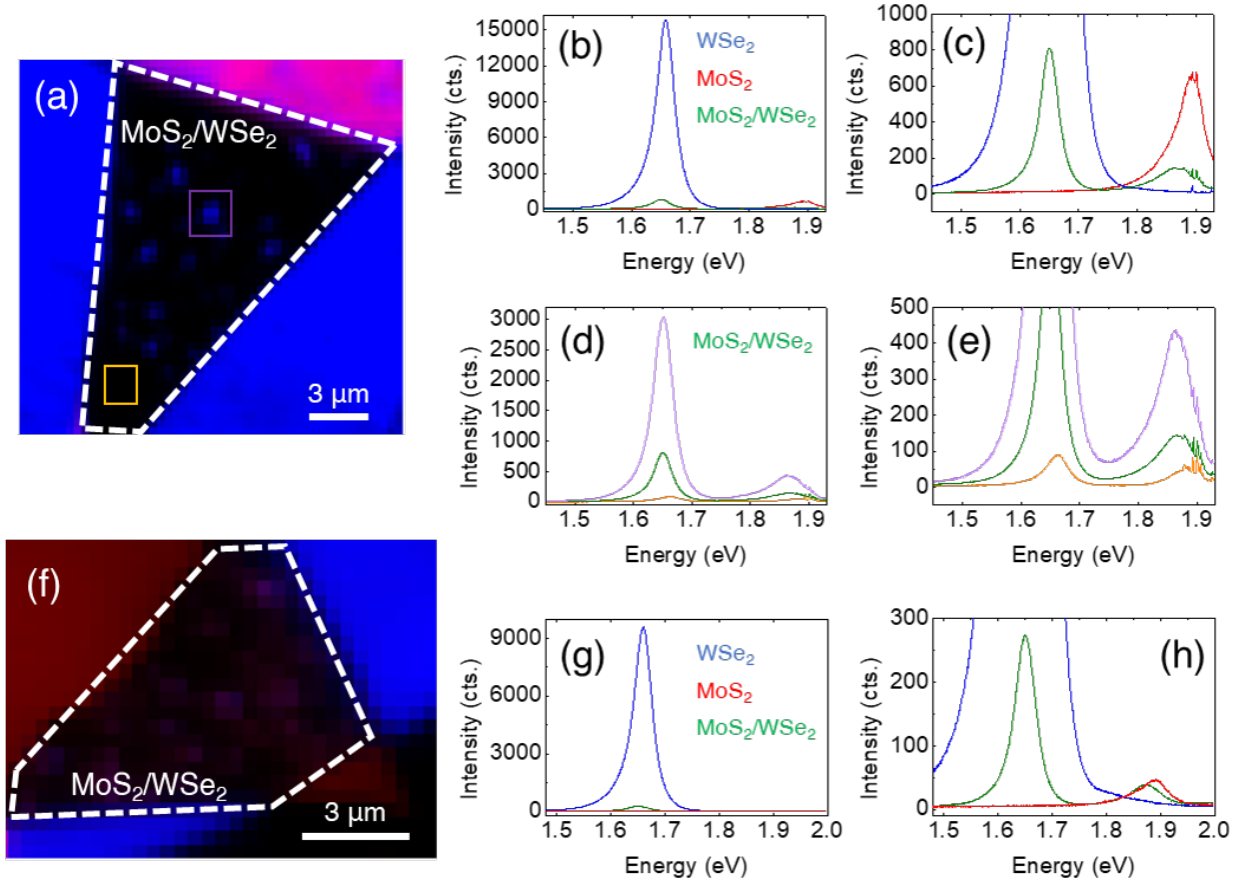 (a)
MoS₂/WSe₂
3 μm
(b)
WSe₂
MoS₂
MoS₂/WSe₂
15000
12000
9000
6000
3000
0
Intensity (cts.)
1.5 1.6 1.7 1.8 1.9
Energy (eV)
(c)
1000
800
600
400
200
0
Intensity (cts.)
1.5 1.6 1.7 1.8 1.9
Energy (eV)
(d)
MoS₂/WSe₂
3000
2500
2000
1500
1000
500
0
Intensity (cts.)
1.5 1.6 1.7 1.8 1.9
Energy (eV)
(e)
500
400
300
200
100
0
Intensity (cts.)
1.5 1.6 1.7 1.8 1.9
Energy (eV)
(f)
MoS₂/WSe₂
3 μm
(g)
WSe₂
MoS₂
MoS₂/WSe₂
9000
6000
3000
0
Intensity (cts.)
1.5 1.6 1.7 1.8 1.9 2.0
Energy (eV)
(h)
300
200
100
0
Intensity (cts.)
1.5 1.6 1.7 1.8 1.9 2.0
Energy (eV)